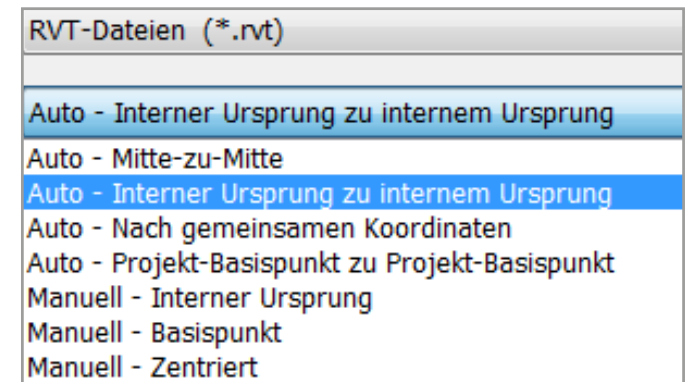 RVT-Dateien (*.rvt)
Auto - Interner Ursprung zu internem Ursprung
Auto - Mitte-zu-Mitte
Auto - Interner Ursprung zu internem Ursprung
Auto - Nach gemeinsamen Koordinaten
Auto - Projekt-Basispunkt zu Projekt-Basispunkt
Manuell - Interner Ursprung
Manuell - Basispunkt
Manuell - Zentriert